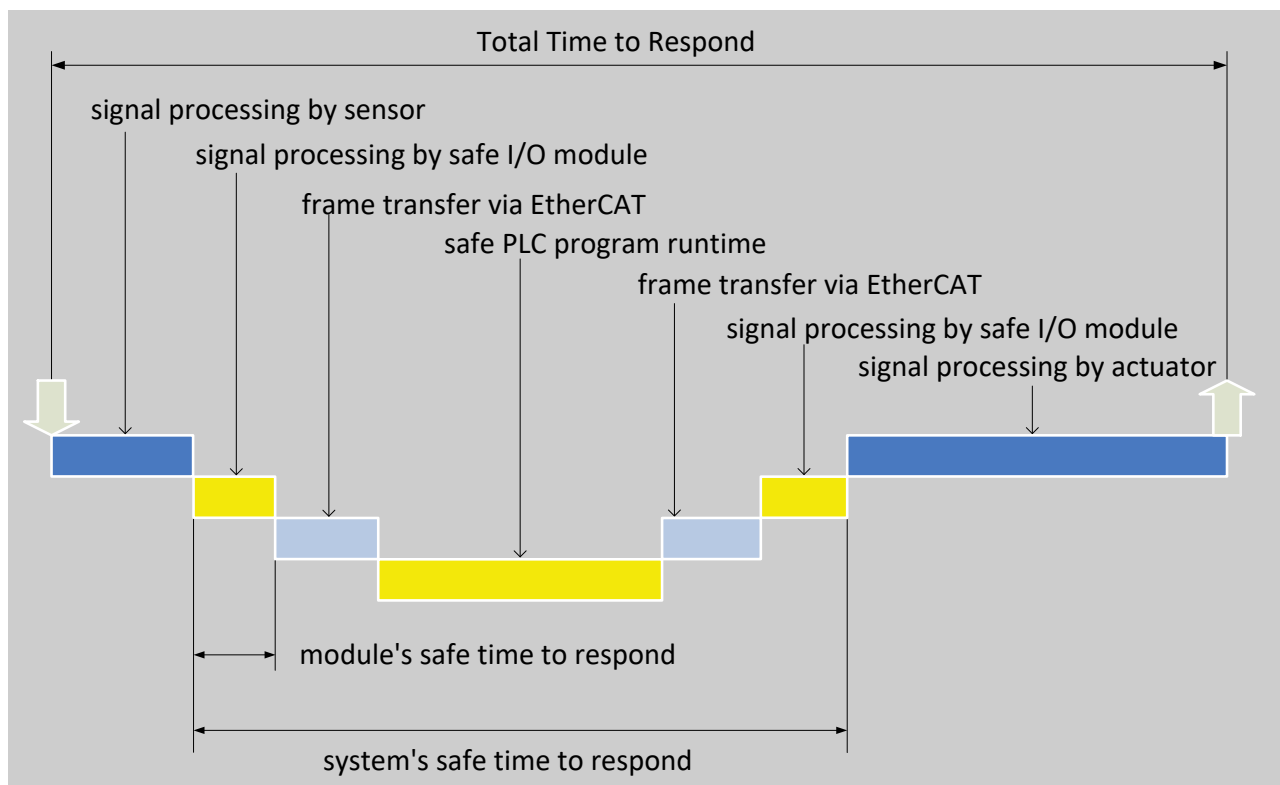 Total Time to Respond
signal processing by sensor
signal processing by safe I/O module
frame transfer via EtherCAT
safe PLC program runtime
frame transfer via EtherCAT
signal processing by safe I/O module
signal processing by actuator
module's safe time to respond
system's safe time to respond